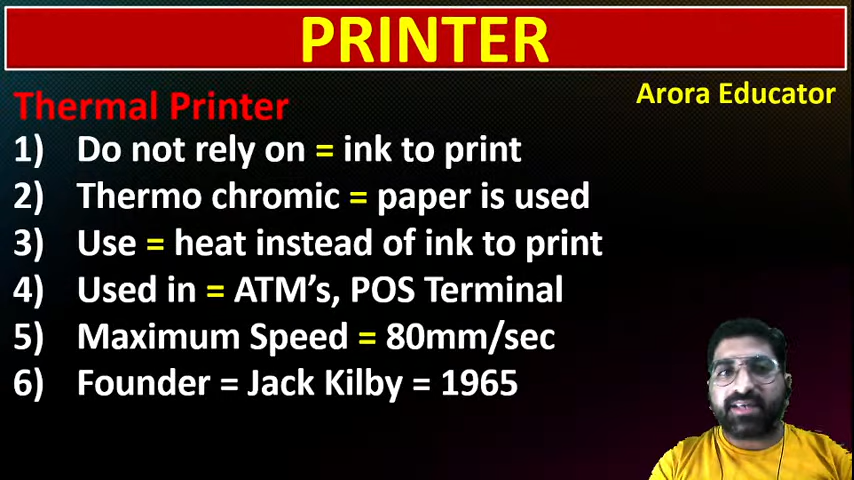 PRINTER
Arora Educator
Thermal Printer
1) Do not rely on = ink to print
2) Thermo chromic = paper is used
3) Use = heat instead of ink to print
4) Used in = ATM's, POS Terminal
5) Maximum Speed = 80mm/sec
6) Founder = Jack Kilby = 1965